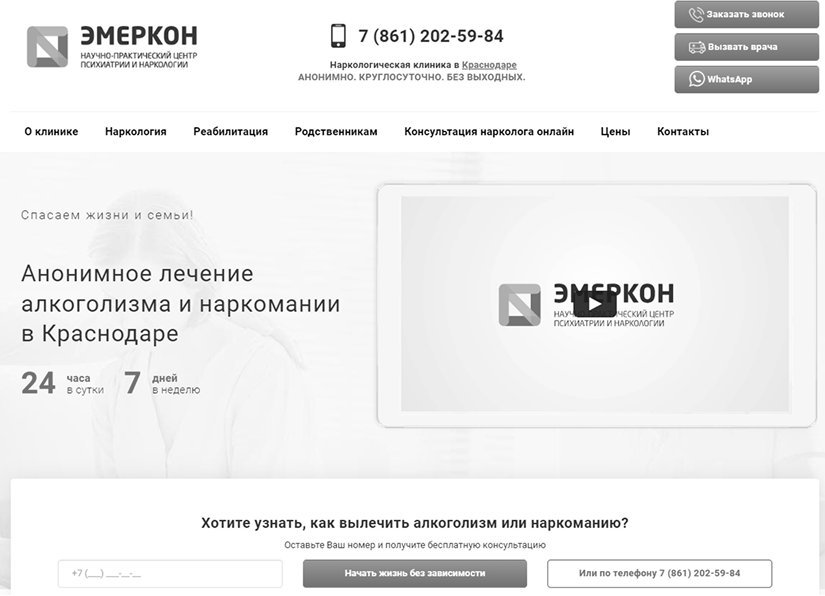 ЭМЕРКОН
НАУЧНО-ПРАКТИЧЕСКИЙ ЦЕНТР
ПСИХИАТРИИ И НАРКОЛОГИИ
7 (861) 202-59-84
Наркологическая клиника в Краснодаре
АНОНИМНО. КРУГЛОСУТОЧНО. БЕЗ ВЫХОДНЫХ.
Заказать звонок
Вызвать врача
WhatsApp
О клинике Наркология Реабилитация Родственникам Консультация нарколога онлайн Цены Контакты
Спасаем жизни и семьи!
Анонимное лечение
алкоголизма и наркомании
в Краснодаре
24 часа в сутки 7 дней в неделю
ЭМЕРКОН
НАУЧНО-ПРАКТИЧЕСКИЙ ЦЕНТР
ПСИХИАТРИИ И НАРКОЛОГИИ
Хотите узнать, как вылечить алкоголизм или наркоманию?
Оставьте Ваш номер и получите бесплатную консультацию
+7 (___) ___-__-__ Начать жизнь без зависимости Или по телефону 7 (861) 202-59-84